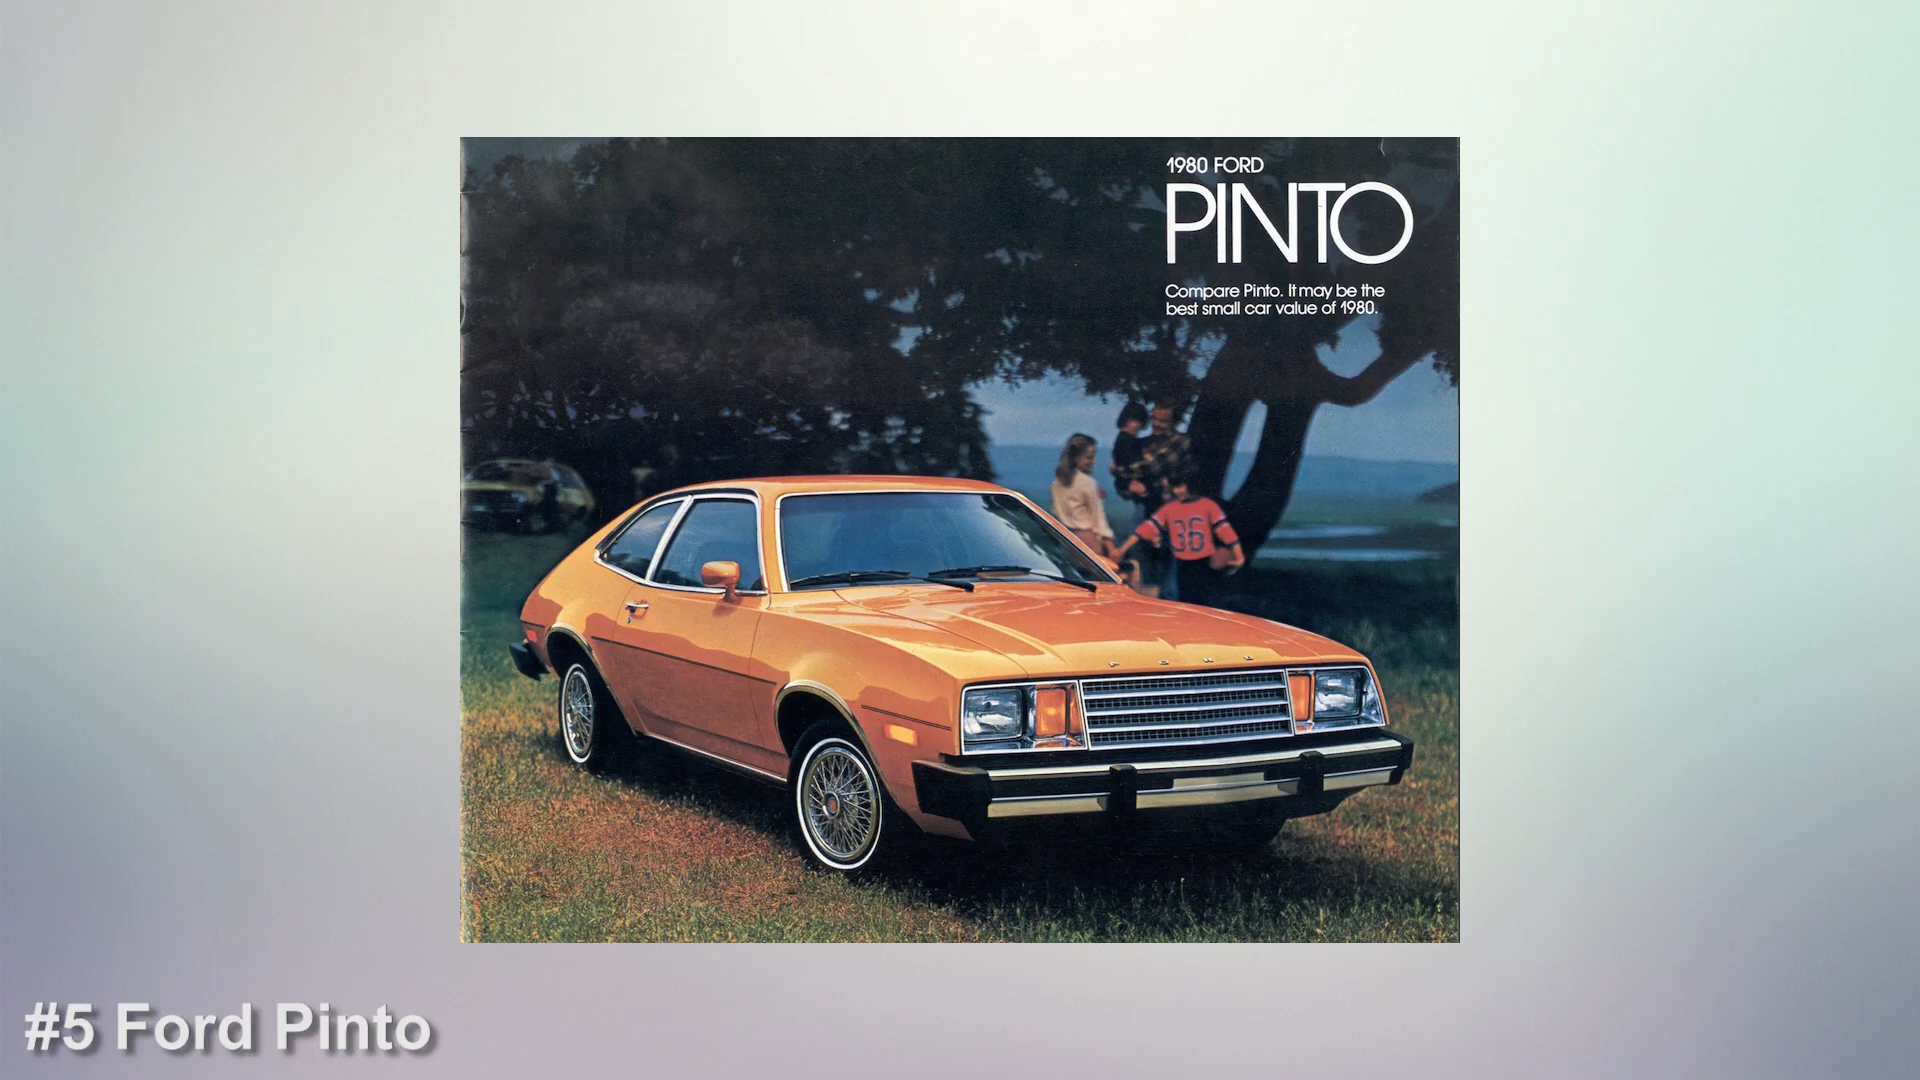 1980 FORD
PINTO
Compare Pinto. It may be the
best small car value of 1980.
36
FORD
#5 Ford Pinto